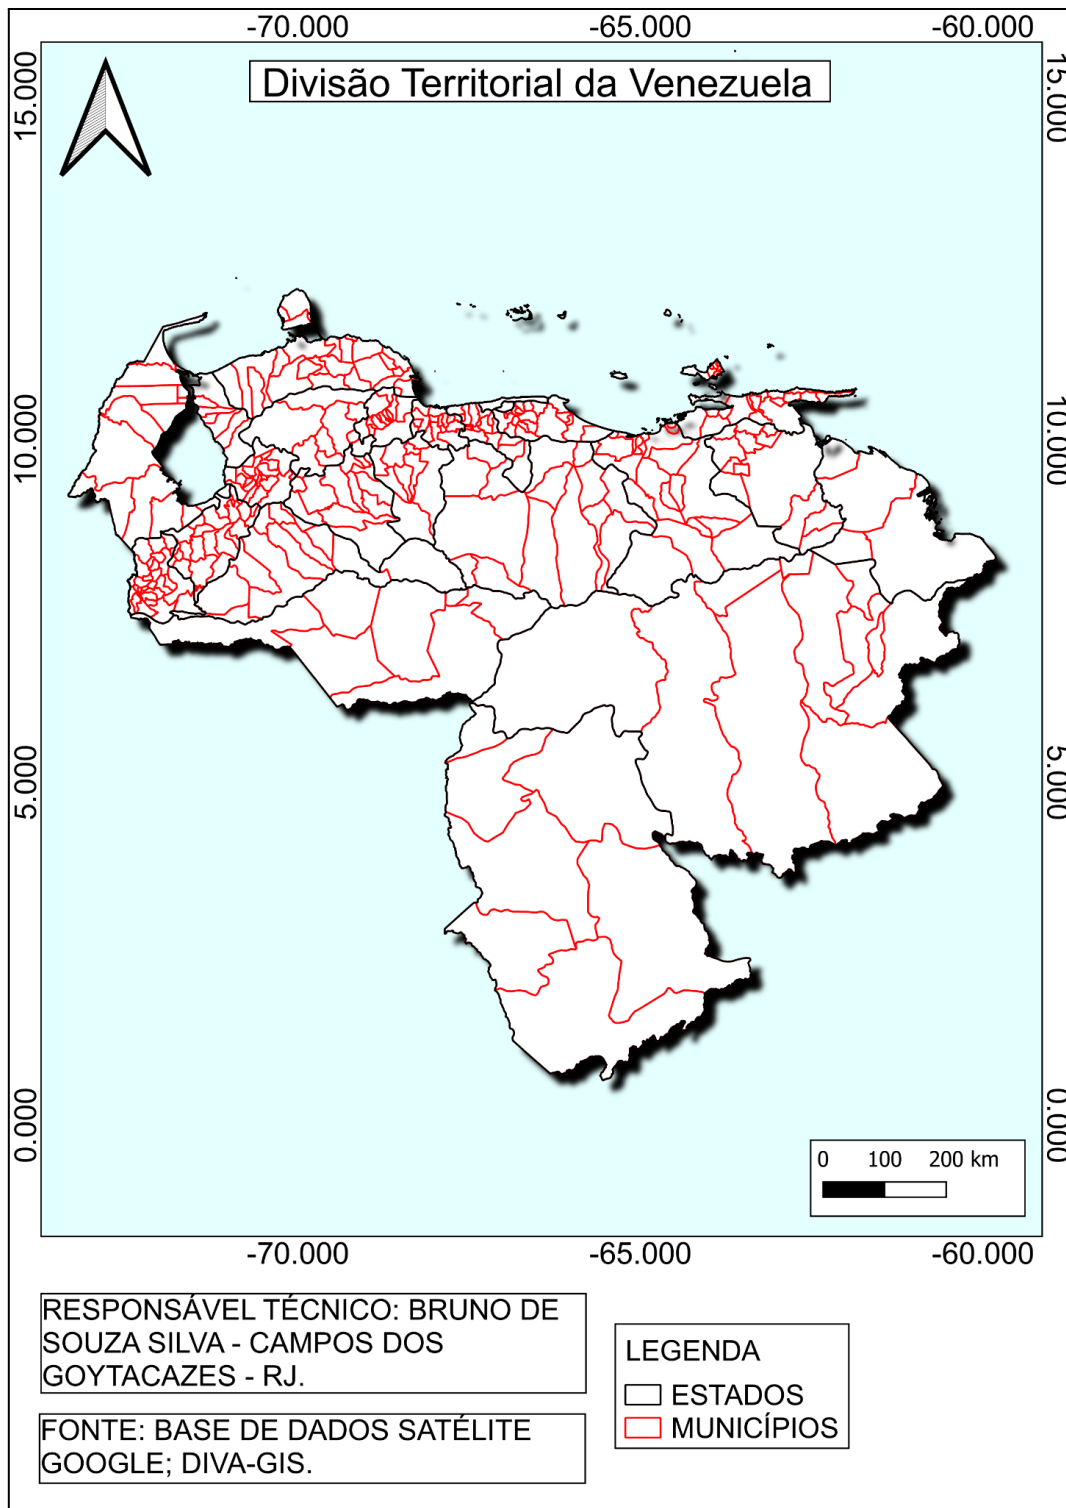 -70.000 -65.000 -60.000
Divisão Territorial da Venezuela
15.000
15.000
10.000
10.000
5.000
5.000
0.000
0.000
0 100 200 km
-70.000 -65.000 -60.000
RESPONSÁVEL TÉCNICO: BRUNO DE
SOUZA SILVA - CAMPOS DOS
GOYTACAZES - RJ.
LEGENDA
ESTADOS
MUNICÍPIOS
FONTE: BASE DE DADOS SATÉLITE
GOOGLE; DIVA-GIS.